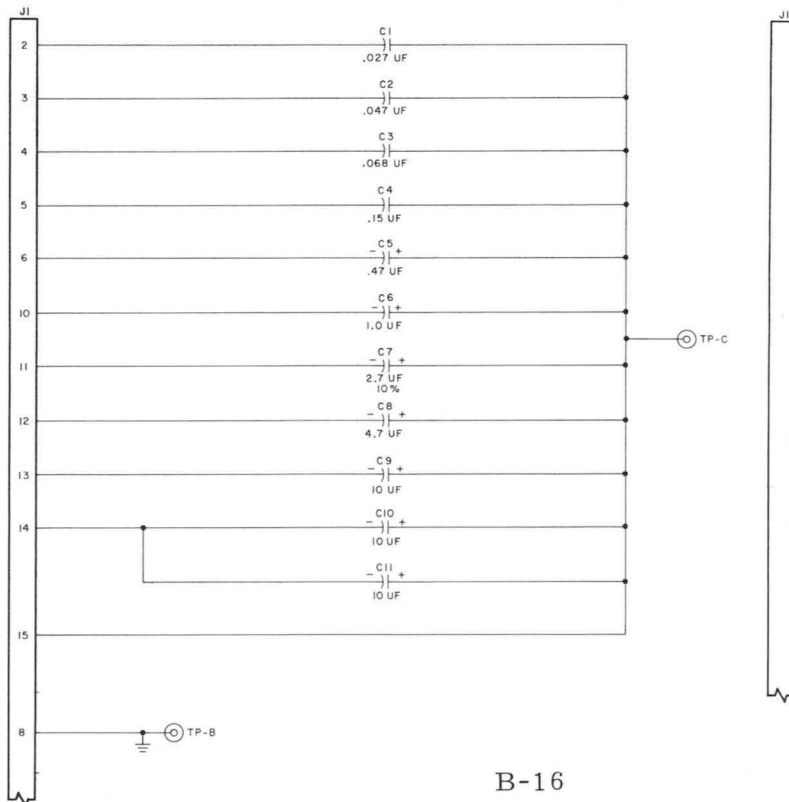 J1
J1
2
C1
.027 UF
3
C2
.047 UF
4
C3
.068 UF
5
C4
.15 UF
6
C5
- +
.47 UF
10
C6
- +
1.0 UF
TP-C
11
C7
- +
2.7 UF
10%
12
C8
- +
4.7 UF
13
C9
- +
10 UF
14
C10
- +
10 UF
C11
- +
10 UF
15
8
TP-B
B-16